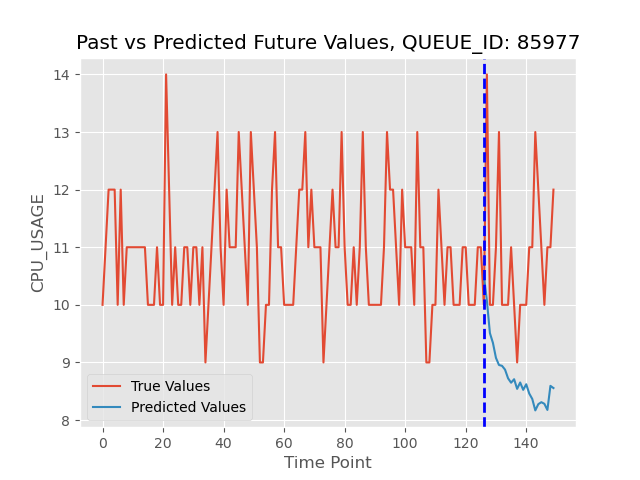 Past vs Predicted Future Values, QUEUE_ID: 85977
14
13
12
11
10
9
8
CPU_USAGE
True Values
Predicted Values
0 20 40 60 80 100 120 140
Time Point